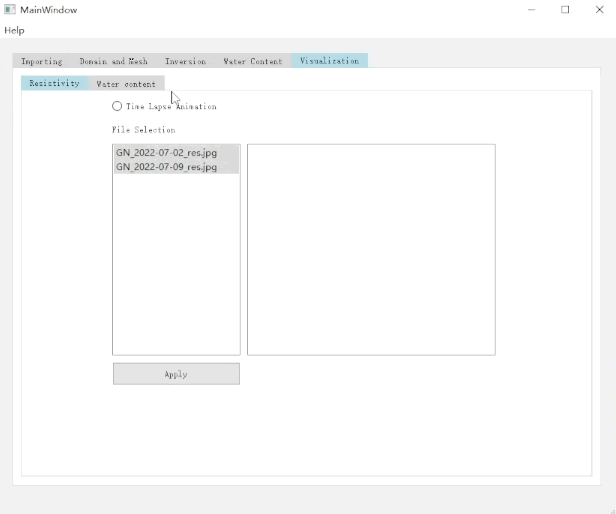 MainWindow
Help
Importing Domain and Mesh Inversion Water Content Visualization
Resistivity Water content
Time Lapse Animation
File Selection
GN_2022-07-02_res.jpg
GN_2022-07-09_res.jpg
Apply